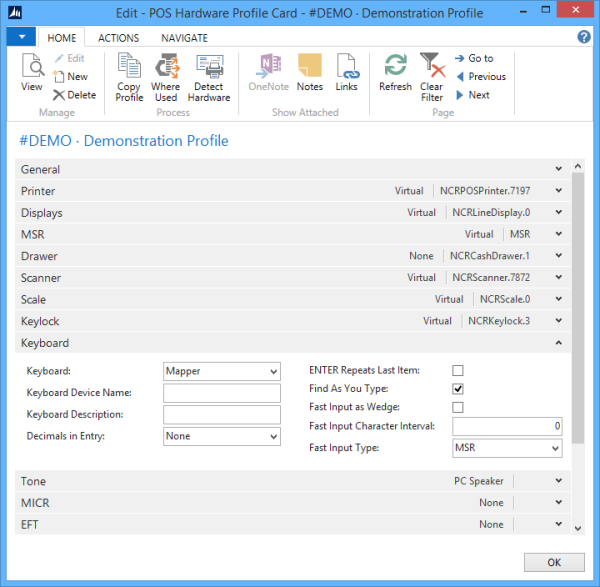 Edit - POS Hardware Profile Card - #DEMO · Demonstration Profile
HOME ACTIONS NAVIGATE
View
Edit
New
Delete
Manage
Copy Profile
Where Used
Detect Hardware
Process
OneNote
Notes
Links
Show Attached
Refresh
Clear Filter
Go to
Previous
Next
Page
#DEMO · Demonstration Profile
General
Printer Virtual NCRPOSPrinter.7197
Displays Virtual NCRLineDisplay.0
MSR Virtual MSR
Drawer None NCRCashDrawer.1
Scanner Virtual NCRScanner.7872
Scale Virtual NCRScale.0
Keylock Virtual NCRKeylock.3
Keyboard
Keyboard: Mapper
Keyboard Device Name:
Keyboard Description:
Decimals in Entry: None
ENTER Repeats Last Item:
Find As You Type:
Fast Input as Wedge:
Fast Input Character Interval: 0
Fast Input Type: MSR
Tone PC Speaker
MICR None
EFT None
OK